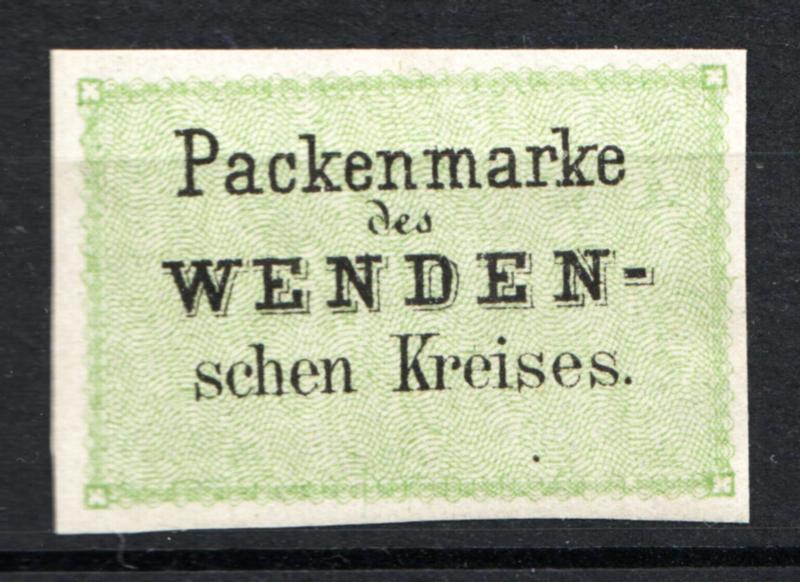 Packenmarke
des
WENDEN-
schen Kreises.